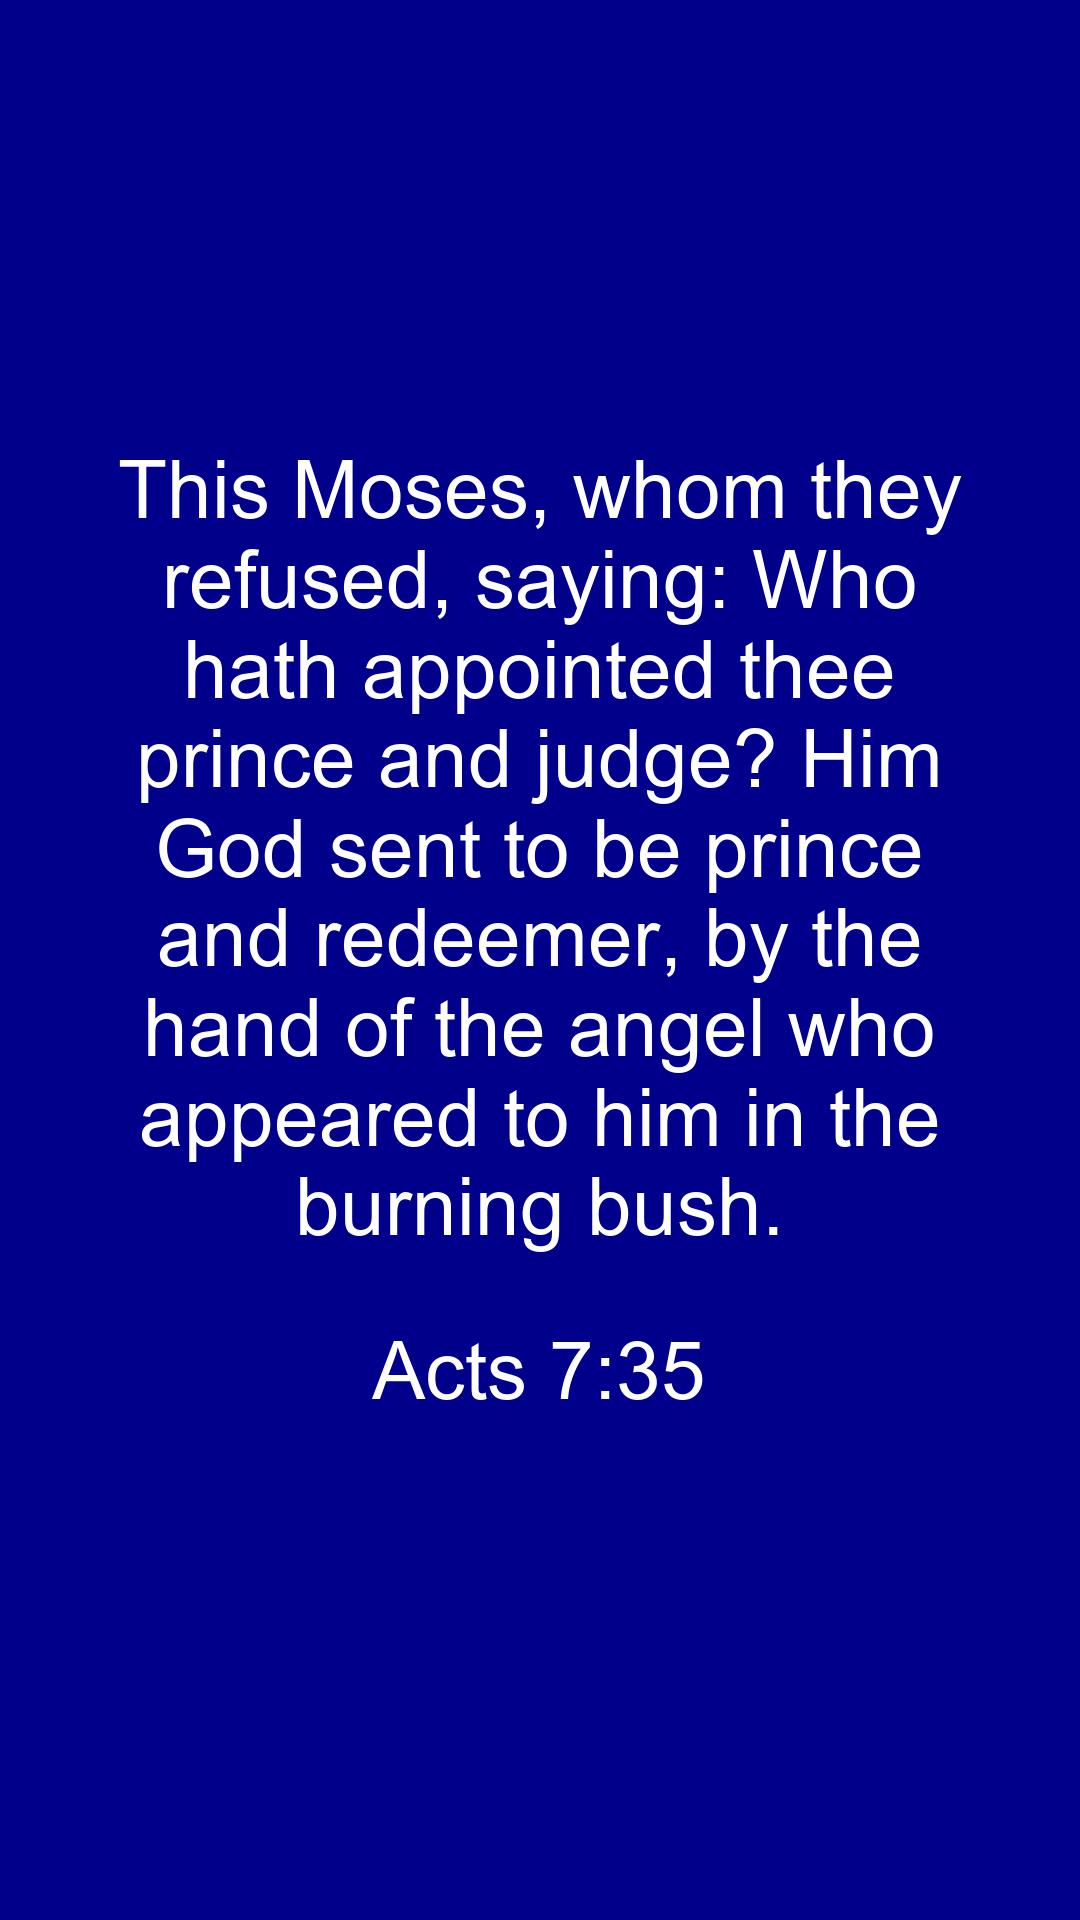 This Moses, whom they
refused, saying: Who
hath appointed thee
prince and judge? Him
God sent to be prince
and redeemer, by the
hand of the angel who
appeared to him in the
burning bush.
Acts 7:35